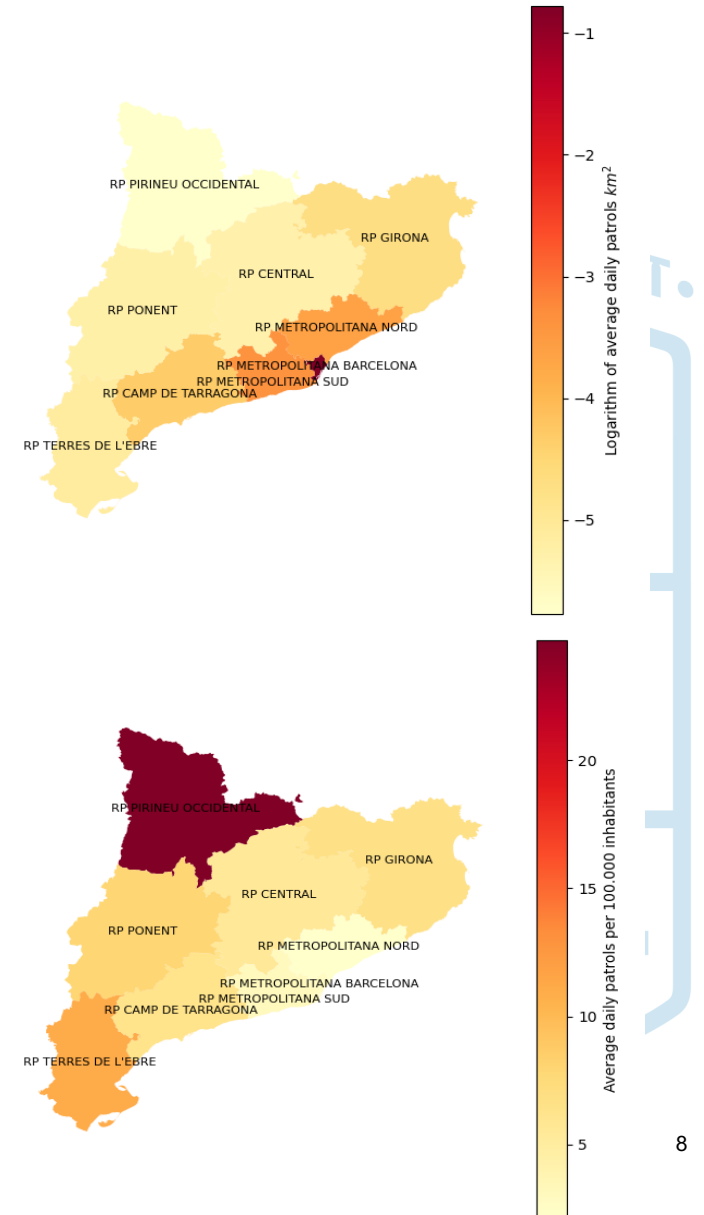 −1
−2
−3
−4
−5
Logarithm of average daily patrols km²
RP PIRINEU OCCIDENTAL
RP GIRONA
RP CENTRAL
RP PONENT
RP METROPOLITANA NORD
RP METROPOLITANA BARCELONA
RP METROPOLITANA SUD
RP CAMP DE TARRAGONA
RP TERRES DE L'EBRE
20
15
10
5
Average daily patrols per 100.000 inhabitants
RP PIRINEU OCCIDENTAL
RP GIRONA
RP CENTRAL
RP PONENT
RP METROPOLITANA NORD
RP METROPOLITANA BARCELONA
RP METROPOLITANA SUD
RP CAMP DE TARRAGONA
RP TERRES DE L'EBRE
8